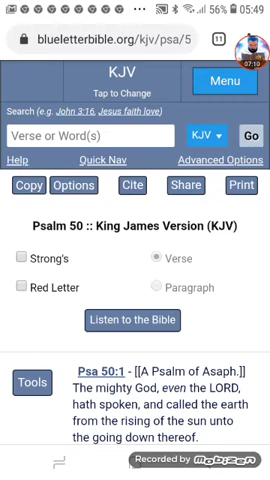 56% 05:49
blueletterbible.org/kjv/psa/5
11
07:10
KJV
Tap to Change
Menu
Search (e.g. John 3:16, Jesus faith love)
Verse or Word(s)
KJV
Go
Help Quick Nav Advanced Options
Copy Options Cite Share Print
Psalm 50 :: King James Version (KJV)
Strong's Verse
Red Letter Paragraph
Listen to the Bible
Tools
Psa 50:1 - [[A Psalm of Asaph.]]
The mighty God, even the LORD,
hath spoken, and called the earth
from the rising of the sun unto
the going down thereof.
Recorded by Mobizen